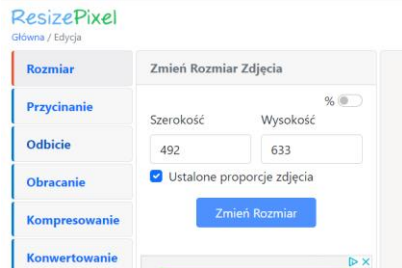 ResizePixel
Główna / Edycja
Rozmiar
Przycinanie
Odbicie
Obracanie
Kompresowanie
Konwertowanie
Zmień Rozmiar Zdjęcia
%
Szerokość Wysokość
492 633
Ustalone proporcje zdjęcia
Zmień Rozmiar